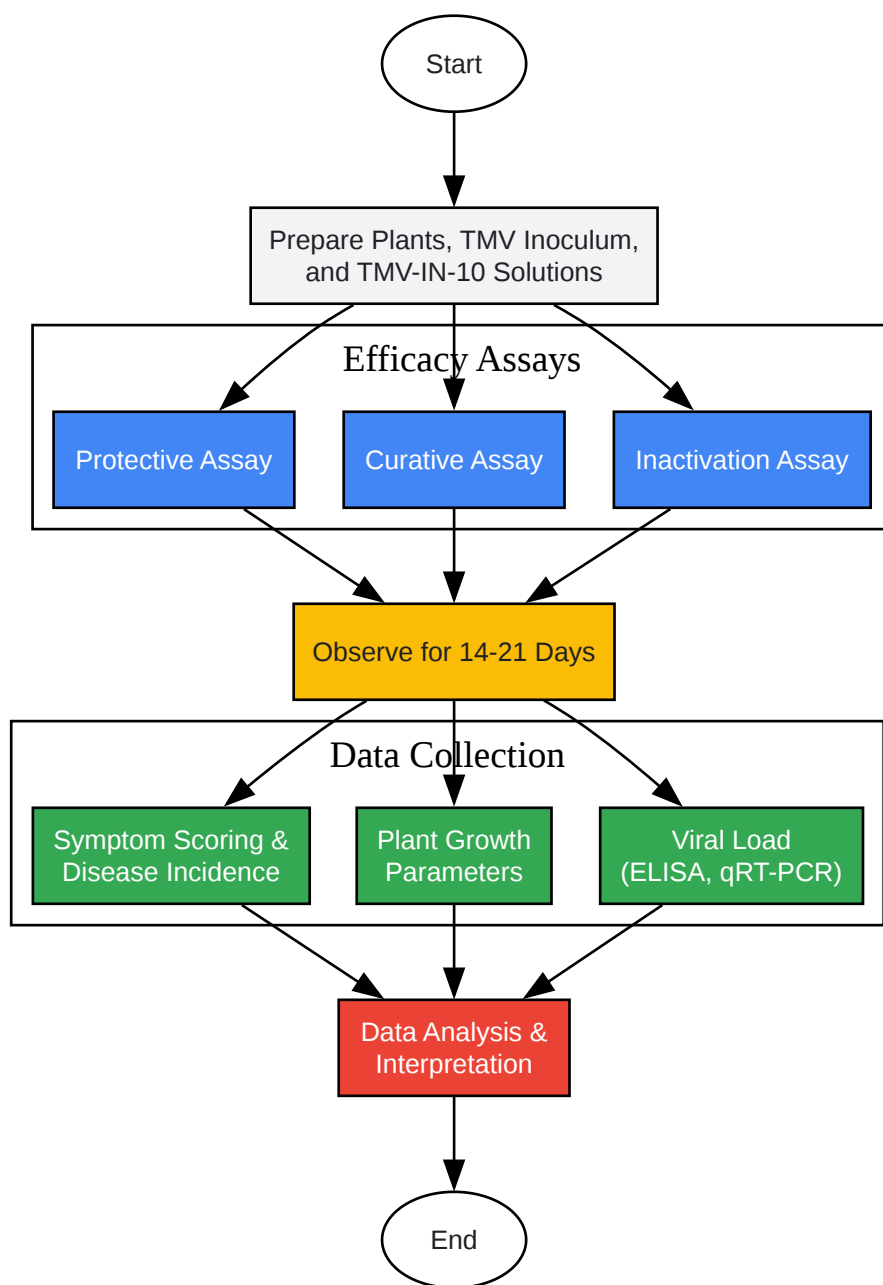 Start
Prepare Plants, TMV Inoculum,
and TMV-IN-10 Solutions
Efficacy Assays
Protective Assay
Curative Assay
Inactivation Assay
Observe for 14-21 Days
Data Collection
Symptom Scoring &
Disease Incidence
Plant Growth
Parameters
Viral Load
(ELISA, qRT-PCR)
Data Analysis &
Interpretation
End